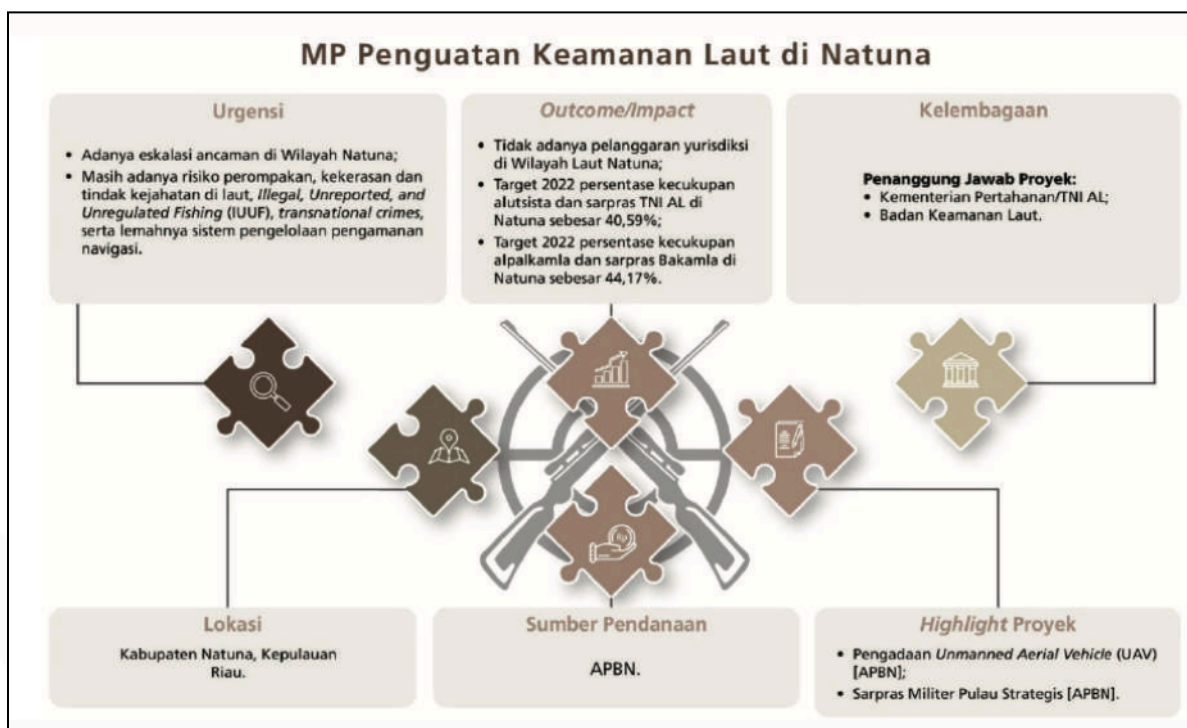 MP Penguatan Keamanan Laut di Natuna
Urgensi
• Adanya eskalasi ancaman di Wilayah Natuna;
• Masih adanya risiko perompakan, kekerasan dan
tindak kejahatan di laut, Illegal, Unreported, and
Unregulated Fishing (IUUF), transnational crimes,
serta lemahnya sistem pengelolaan pengamanan
navigasi.
Outcome/Impact
• Tidak adanya pelanggaran yurisdiksi
di Wilayah Laut Natuna;
• Target 2022 persentase kecukupan
alutsista dan sarpras TNI AL di
Natuna sebesar 40,59%;
• Target 2022 persentase kecukupan
alpalkamla dan sarpras Bakamla di
Natuna sebesar 44,17%.
Kelembagaan
Penanggung Jawab Proyek:
• Kementerian Pertahanan/TNI AL;
• Badan Keamanan Laut.
Rp
Lokasi
Kabupaten Natuna, Kepulauan
Riau.
Sumber Pendanaan
APBN.
Highlight Proyek
• Pengadaan Unmanned Aerial Vehicle (UAV)
[APBN];
• Sarpras Militer Pulau Strategis [APBN].